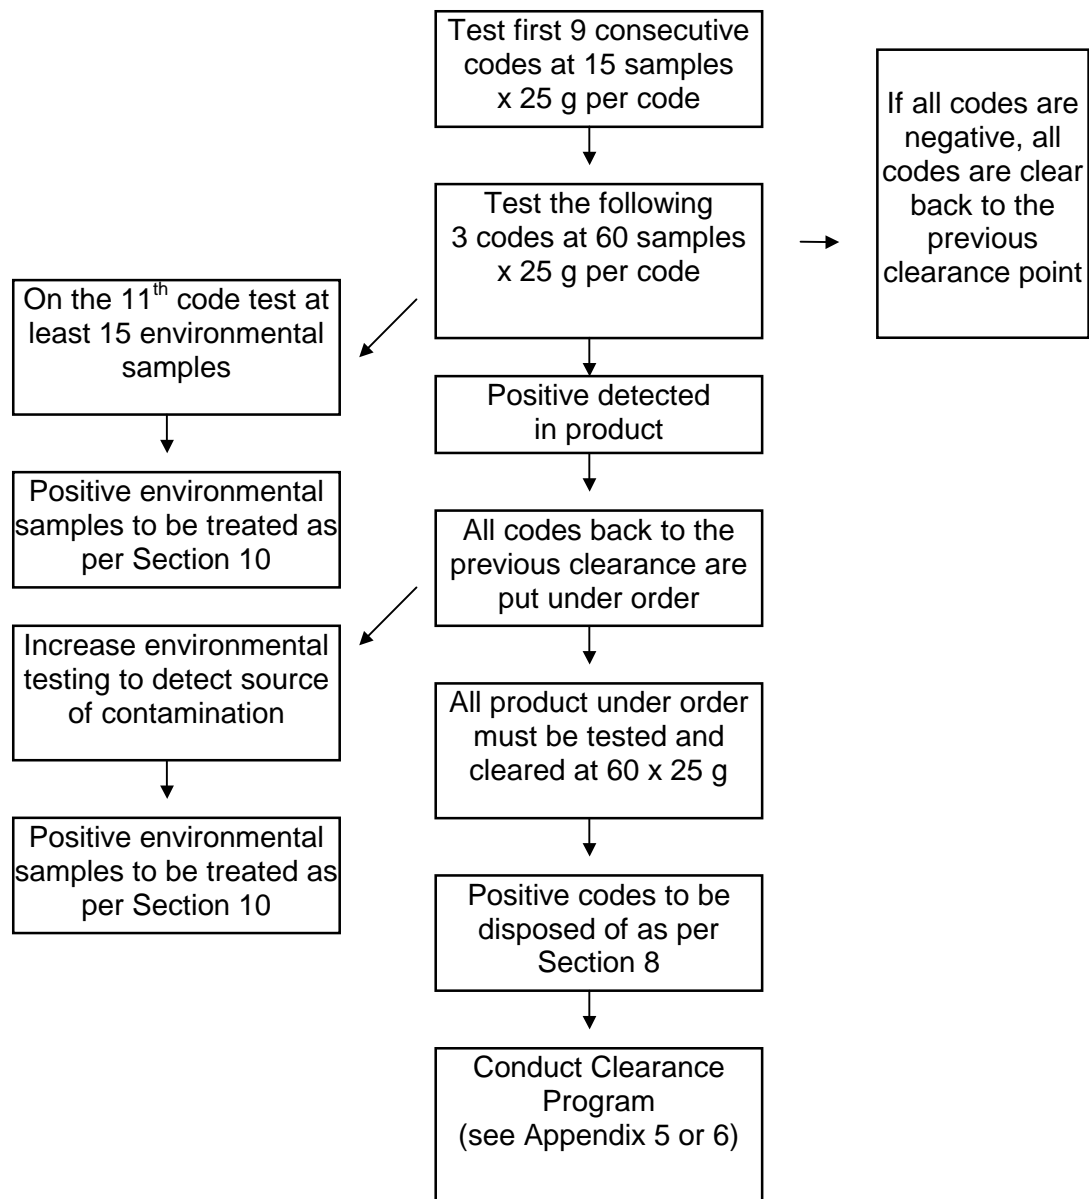 Test first 9 consecutive
codes at 15 samples
x 25 g per code
If all codes are
negative, all
codes are clear
back to the
previous
clearance point
Test the following
3 codes at 60 samples
x 25 g per code
On the 11th code test at
least 15 environmental
samples
Positive detected
in product
Positive environmental
samples to be treated as
per Section 10
All codes back to the
previous clearance are
put under order
Increase environmental
testing to detect source
of contamination
All product under order
must be tested and
cleared at 60 x 25 g
Positive environmental
samples to be treated as
per Section 10
Positive codes to be
disposed of as per
Section 8
Conduct Clearance
Program
(see Appendix 5 or 6)